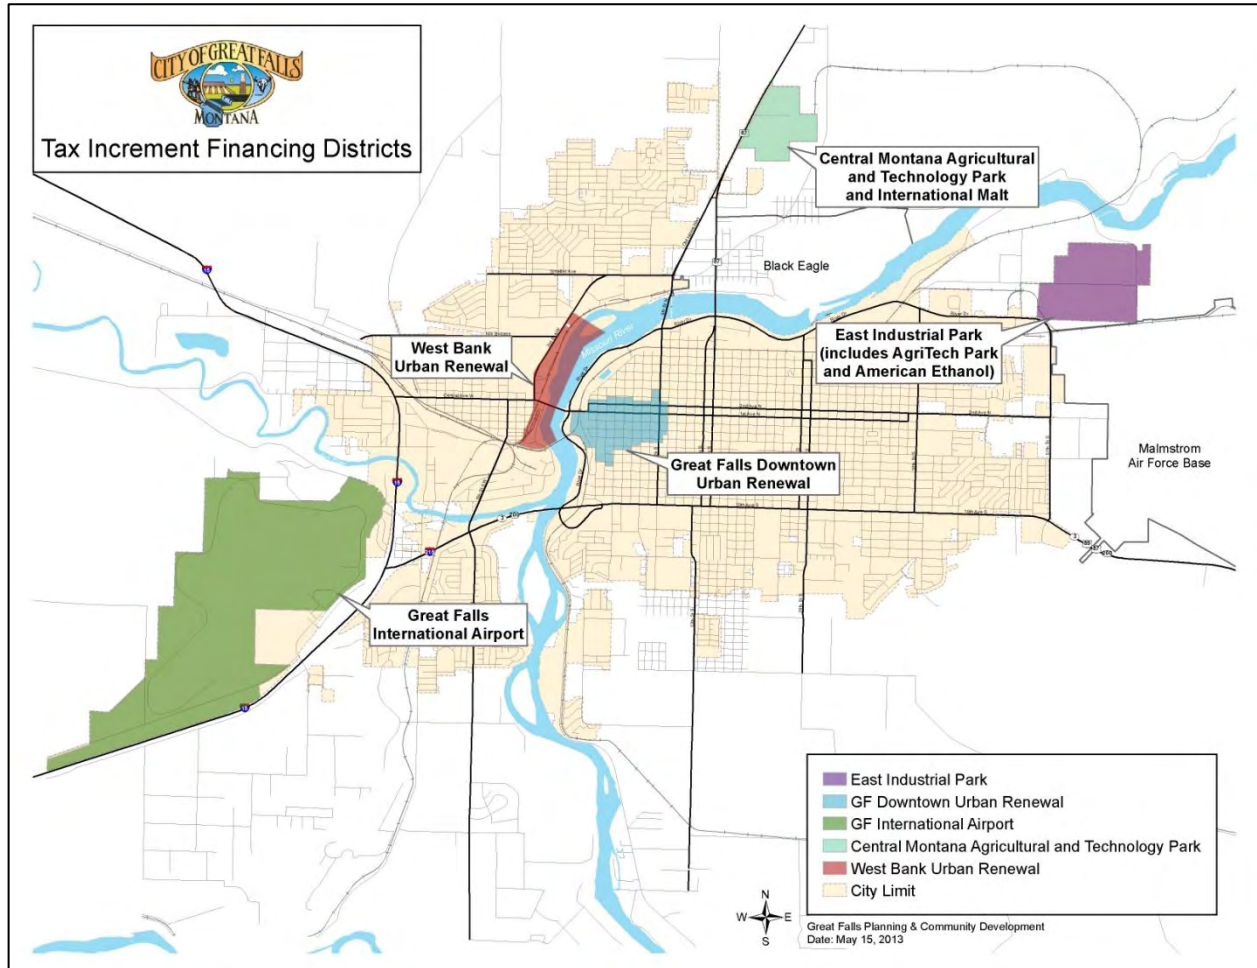 CITY OF GREAT FALLS
MONTANA
Tax Increment Financing Districts
Central Montana Agricultural
and Technology Park
and International Malt
Black Eagle
Missouri River
East Industrial Park
(includes AgriTech Park
and American Ethanol)
West Bank
Urban Renewal
Great Falls Downtown
Urban Renewal
Malmstrom
Air Force Base
Great Falls
International Airport
East Industrial Park
GF Downtown Urban Renewal
GF International Airport
Central Montana Agricultural and Technology Park
West Bank Urban Renewal
City Limit
N
W
E
S
Great Falls Planning & Community Development
Date: May 15, 2013